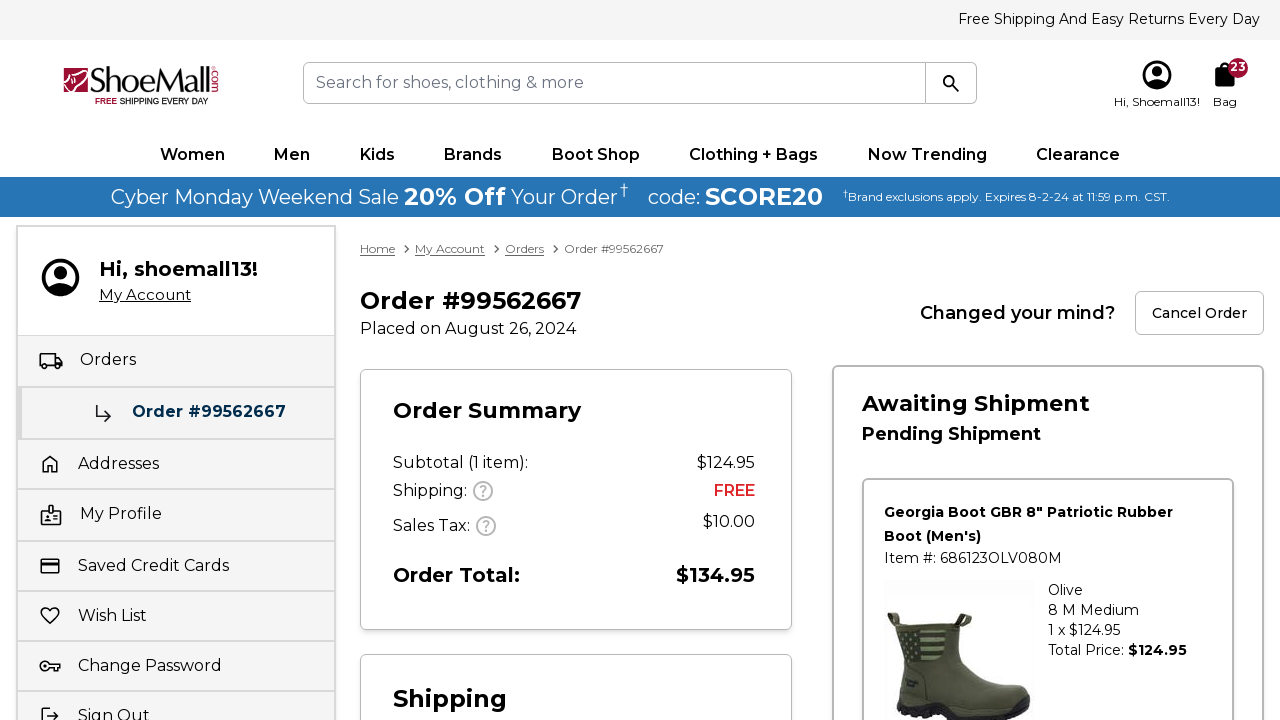 Free Shipping And Easy Returns Every Day
ShoeMall®.com
FREE SHIPPING EVERY DAY
Search for shoes, clothing & more
Hi, Shoemall13!
23
Bag
Women Men Kids Brands Boot Shop Clothing + Bags Now Trending Clearance
Cyber Monday Weekend Sale 20% Off Your Order† code: SCORE20 †Brand exclusions apply. Expires 8-2-24 at 11:59 p.m. CST.
Hi, shoemall13!
My Account
Orders
Order #99562667
Addresses
My Profile
Saved Credit Cards
Wish List
Change Password
Sign Out
Home > My Account > Orders > Order #99562667
Order #99562667
Placed on August 26, 2024
Changed your mind?
Cancel Order
Order Summary
Subtotal (1 item): $124.95
Shipping: ? FREE
Sales Tax: ? $10.00
Order Total: $134.95
Shipping
Awaiting Shipment
Pending Shipment
Georgia Boot GBR 8" Patriotic Rubber
Boot (Men's)
Item #: 686123OLV080M
Olive
8 M Medium
1 x $124.95
Total Price: $124.95